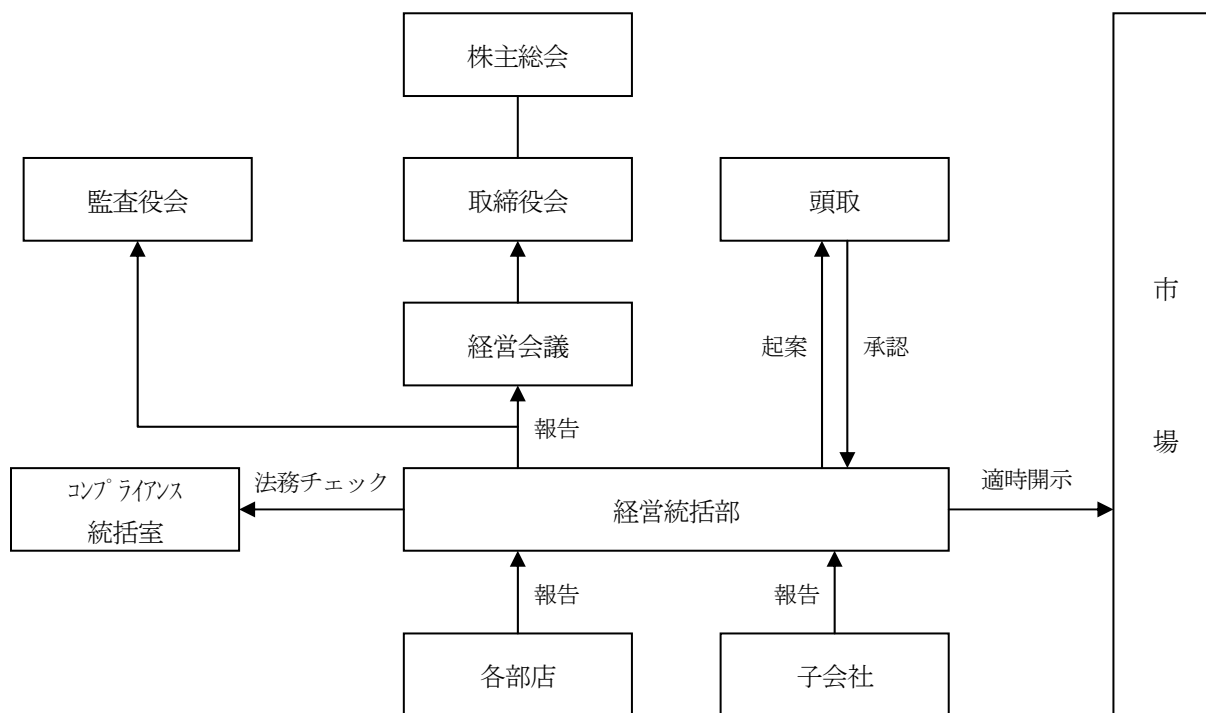 株主総会
監査役会
取締役会
頭取
市場
経営会議
起案
承認
報告
コンプライアンス
統括室
法務チェック
経営統括部
適時開示
報告
報告
各部店
子会社